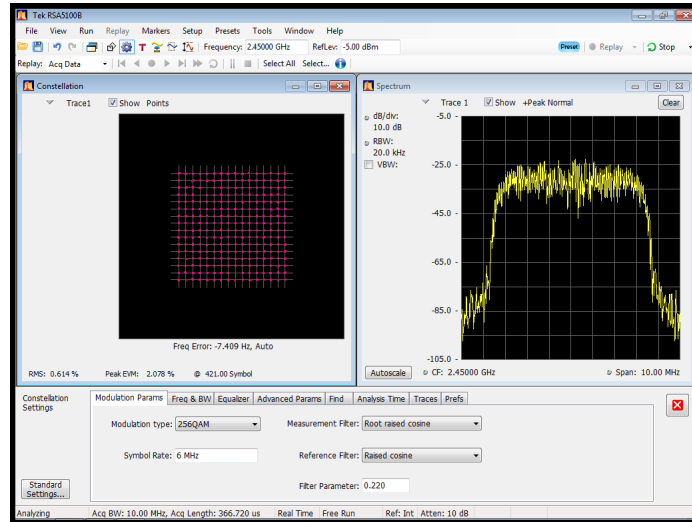 Tek RSA5100B
File View Run Replay Markers Setup Presets Tools Window Help
T Frequency: 2.45000 GHz RefLev: -5.00 dBm Preset Replay Stop
Replay: Acq Data Select All Select...
Constellation
Trace1 Show Points
Freq Error: -7.409 Hz, Auto
RMS: 0.614 % Peak EVM: 2.078 % @ 421.00 Symbol
Spectrum
Trace 1 Show +Peak Normal Clear
dB/div:
10.0 dB
RBW:
20.0 kHz
VBW:
-5.0
-25.0
-45.0
-65.0
-85.0
-105.0
Autoscale CF: 2.45000 GHz Span: 10.00 MHz
Constellation
Settings
Modulation Params Freq & BW Equalizer Advanced Params Find Analysis Time Traces Prefs
Modulation type: 256QAM Measurement Filter: Root raised cosine
Symbol Rate: 6 MHz Reference Filter: Raised cosine
Filter Parameter: 0.220
Standard
Settings...
Analyzing Acq BW: 10.00 MHz, Acq Length: 366.720 us Real Time Free Run Ref: Int Atten: 10 dB